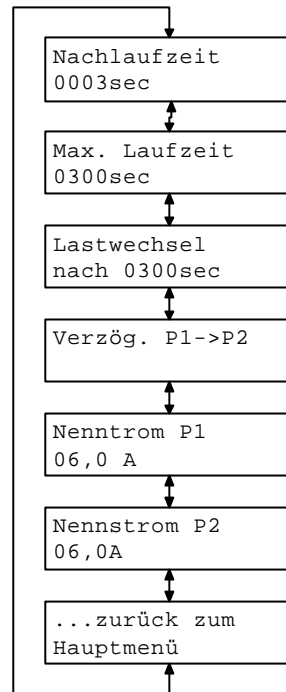 Nachlaufzeit
0003sec
Max. Laufzeit
0300sec
Lastwechsel
nach 0300sec
Verzög. P1->P2
Nenntrom P1
06,0 A
Nennstrom P2
06,0A
...zurück zum
Hauptmenü